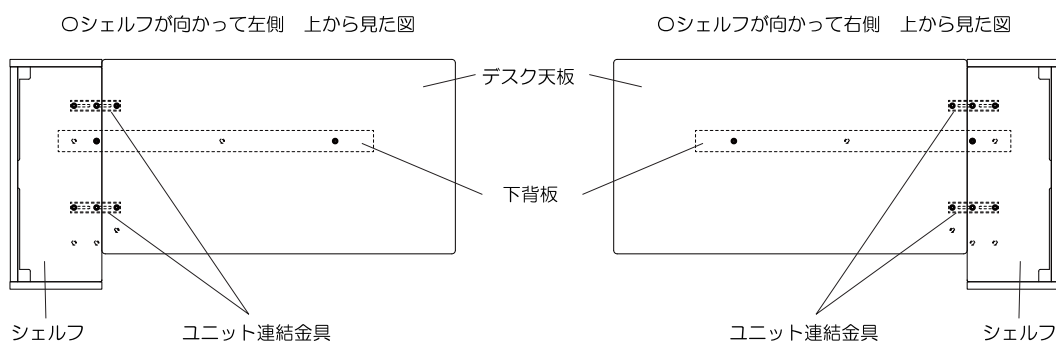 〇シェルフが向かって左側　上から見た図
〇シェルフが向かって右側　上から見た図
デスク天板
下背板
シェルフ
ユニット連結金具
ユニット連結金具
シェルフ